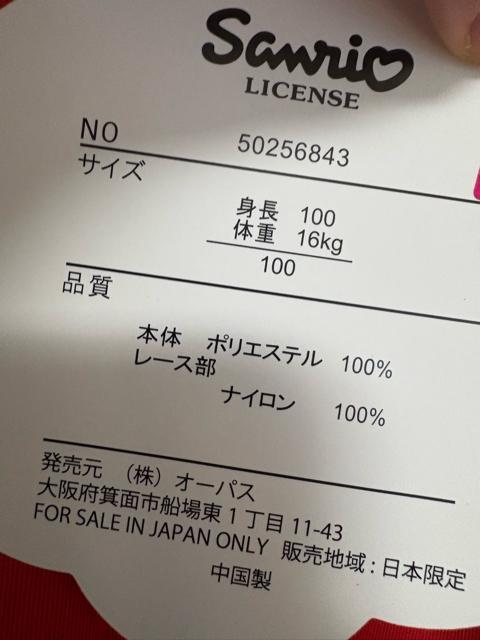 Sanrio
LICENSE
NO 50256843
サイズ
身長 100
体重 16kg
100
品質
本体 ポリエステル 100%
レース部
ナイロン 100%
発売元 （株）オーパス
大阪府箕面市船場東1丁目11-43
FOR SALE IN JAPAN ONLY 販売地域：日本限定
中国製